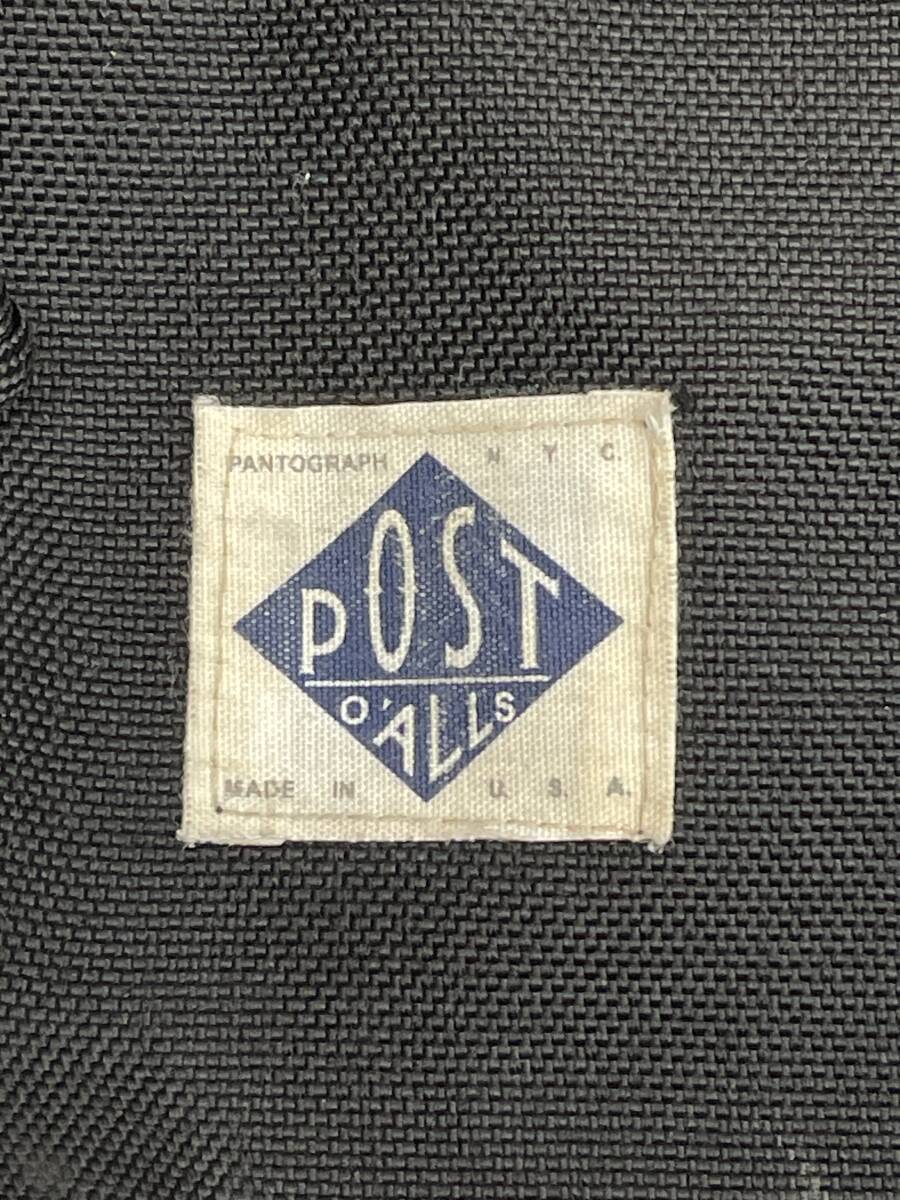 PANTOGRAPH N Y C.
POST
O'ALLS
MADE IN U. S. A.